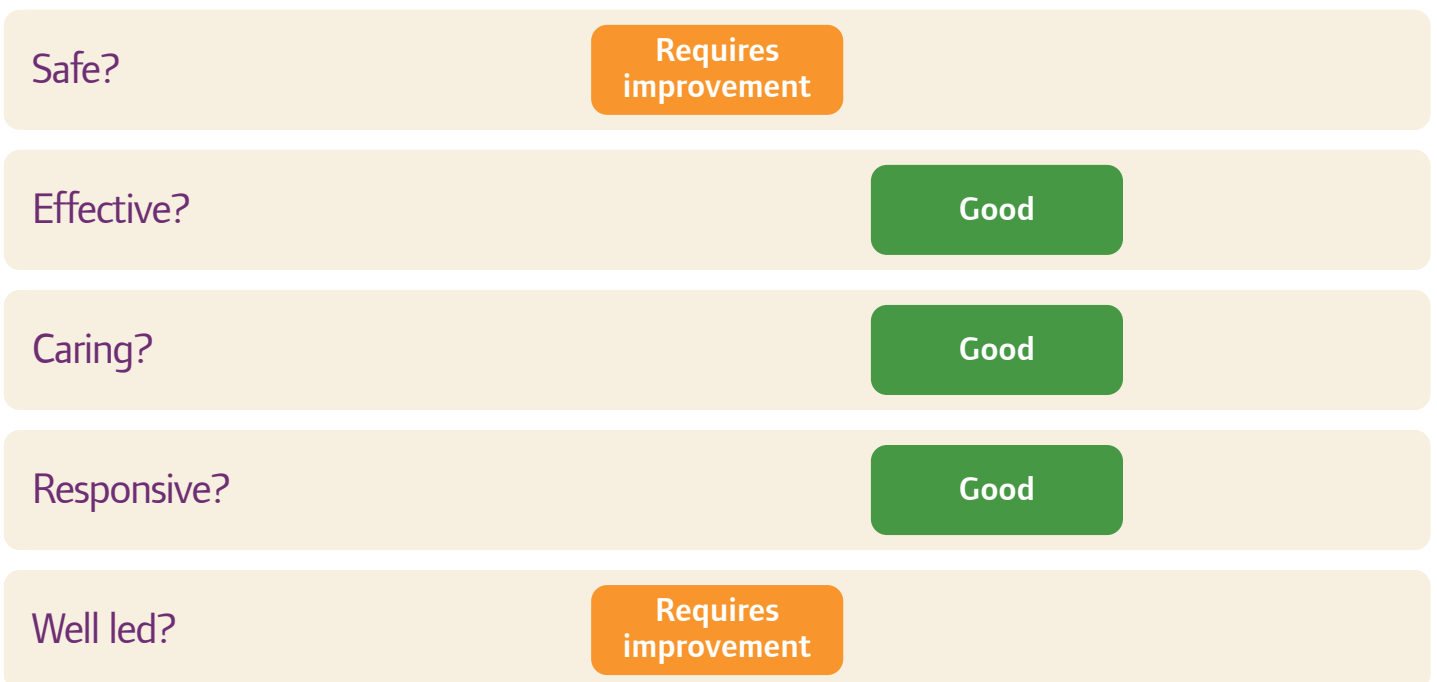 Safe?
Requires
improvement
Effective?
Good
Caring?
Good
Responsive?
Good
Well led?
Requires
improvement